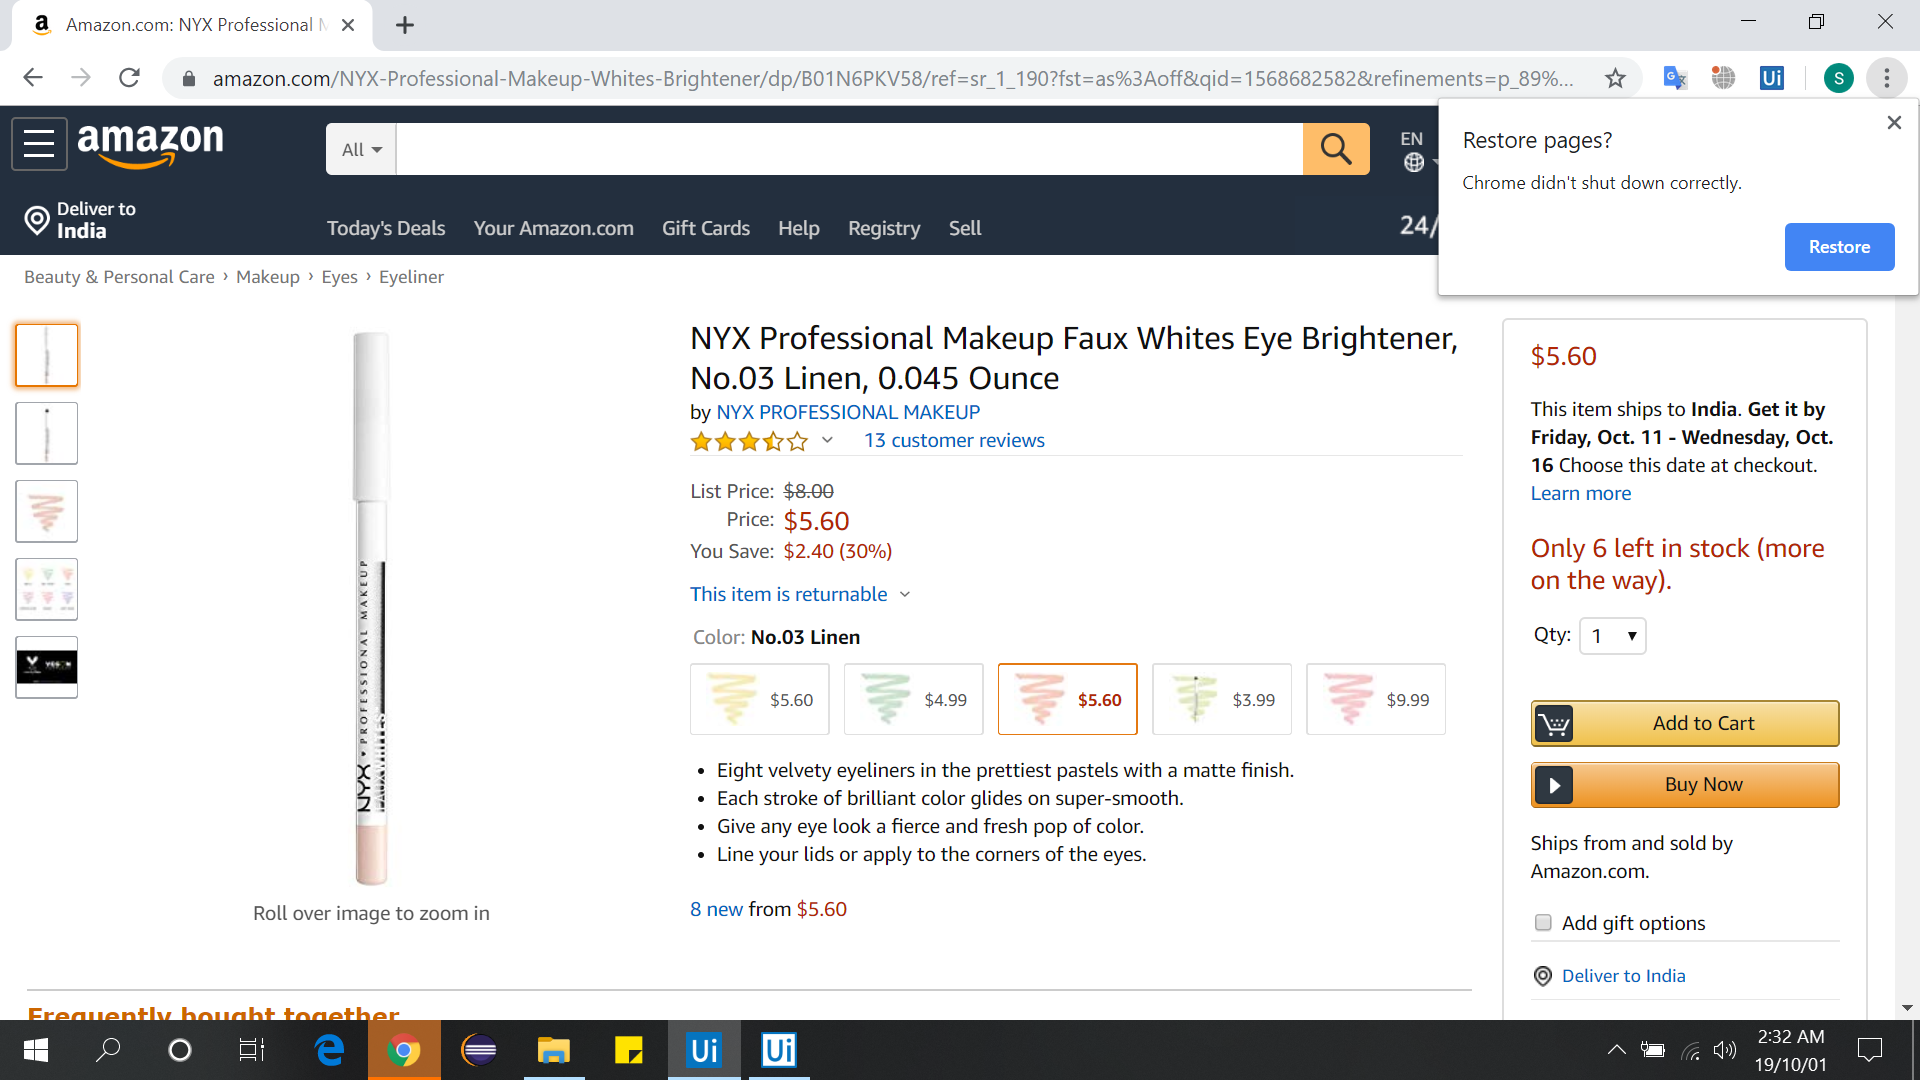 Amazon.com: NYX Professional M
amazon.com/NYX-Professional-Makeup-Whites-Brightener/dp/B01N6PKV58/ref=sr_1_190?fst=as%3Aoff&qid=1568682582&refinements=p_89%...
Ui
S
Restore pages?
Chrome didn't shut down correctly.
Restore
amazon
All
EN
Deliver to
India
Today's Deals
Your Amazon.com
Gift Cards
Help
Registry
Sell
24/
Beauty & Personal Care › Makeup › Eyes › Eyeliner
NYX PROFESSIONAL MAKEUP
FAUX WHITES
Roll over image to zoom in
NYX Professional Makeup Faux Whites Eye Brightener,
No.03 Linen, 0.045 Ounce
by NYX PROFESSIONAL MAKEUP
13 customer reviews
List Price: $8.00
Price: $5.60
You Save: $2.40 (30%)
This item is returnable
Color: No.03 Linen
$5.60
$4.99
$5.60
$3.99
$9.99
• Eight velvety eyeliners in the prettiest pastels with a matte finish.
• Each stroke of brilliant color glides on super-smooth.
• Give any eye look a fierce and fresh pop of color.
• Line your lids or apply to the corners of the eyes.
8 new from $5.60
$5.60
This item ships to India. Get it by
Friday, Oct. 11 - Wednesday, Oct.
16 Choose this date at checkout.
Learn more
Only 6 left in stock (more
on the way).
Qty: 1
Add to Cart
Buy Now
Ships from and sold by
Amazon.com.
Add gift options
Deliver to India
Frequently bought together
Ui
Ui
2:32 AM
19/10/01